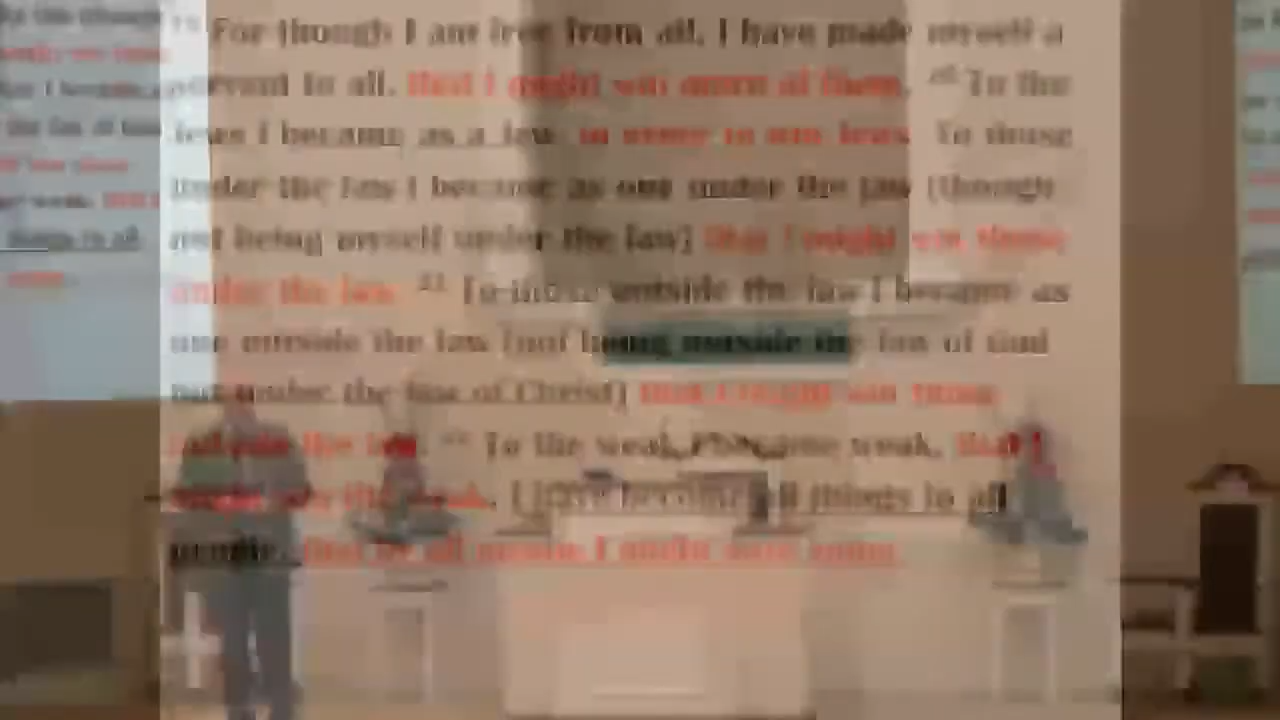 19 For though I am free from all, I have made myself a
servant to all, that I might win more of them. 20 To the
Jews I became as a Jew, in order to win Jews. To those
under the law I became as one under the law (though
not being myself under the law) that I might win those
under the law. 21 To those outside the law I became as
one outside the law (not being outside the law of God
but under the law of Christ) that I might win those
outside the law. 22 To the weak I became weak, that I
might win the weak. I have become all things to all
people, that by all means I might save some.